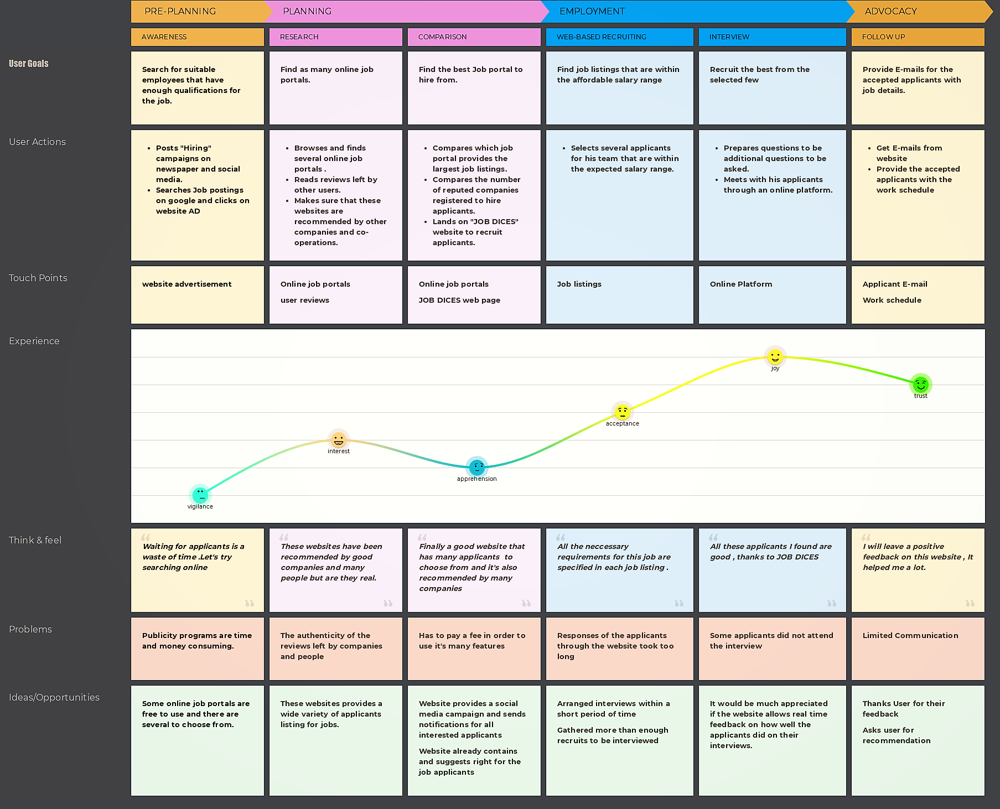 PRE-PLANNING
PLANNING
EMPLOYMENT
ADVOCACY
AWARENESS
RESEARCH
COMPARISON
WEB-BASED RECRUITING
INTERVIEW
FOLLOW UP
User Goals
Search for suitable
employees that have
enough qualifications for
the job.
Find as many online job
portals.
Find the best Job portal to
hire from.
Find job listings that are within
the affordable salary range
Recruit the best from the
selected few
Provide E-mails for the
accepted applicants with
job details.
User Actions
• Posts "Hiring"
campaigns on
newspaper and social
media.
• Searches Job postings
on google and clicks on
website AD
• Browses and finds
several online job
portals .
• Reads reviews left by
other users.
• Makes sure that these
websites are
recommended by other
companies and co-
operations.
• Compares which job
portal provides the
largest job listings.
• Compares the number
of reputed companies
registered to hire
applicants.
• Lands on "JOB DICES"
website to recruit
applicants.
• Selects several applicants
for his team that are within
the expected salary range.
• Prepares questions to be
additional questions to be
asked.
• Meets with his applicants
through an online platform.
• Get E-mails from
website
• Provide the accepted
applicants with the
work schedule
Touch Points
website advertisement
Online job portals
user reviews
Online job portals
JOB DICES web page
Job listings
Online Platform
Applicant E-mail
Work schedule
Experience
vigilance
interest
apprehension
acceptance
joy
trust
Think & feel
“
Waiting for applicants is a
waste of time .Let's try
searching online
”
“
These websites have been
recommended by good
companies and many
people but are they real.
”
“
Finally a good website that
has many applicants  to
choose from and it's also
recommended by many
companies
”
“
All the neccessary
requirements for this job are
specified in each job listing .
”
“
All these applicants I found are
good , thanks to JOB DICES
”
“
I will leave a positive
feedback on this website , It
helped me a lot.
”
Problems
Publicity programs are time
and money consuming.
The authenticity of the
reviews left by companies
and people
Has to pay a fee in order to
use it's many features
Responses of the applicants
through the website took too
long
Some applicants did not attend
the interview
Limited Communication
Ideas/Opportunities
Some online job portals are
free to use and there are
several to choose from.
These websites provides a
wide variety of applicants
listing for jobs.
Website provides a social
media campaign and sends
notifications for all
interested applicants
Website already contains
and suggests right for the
job applicants
Arranged interviews within a
short period of time
Gathered more than enough
recruits to be interviewed
It would be much appreciated
if the website allows real time
feedback on how well the
applicants did on their
interviews.
Thanks User for their
feedback
Asks user for
recommendation